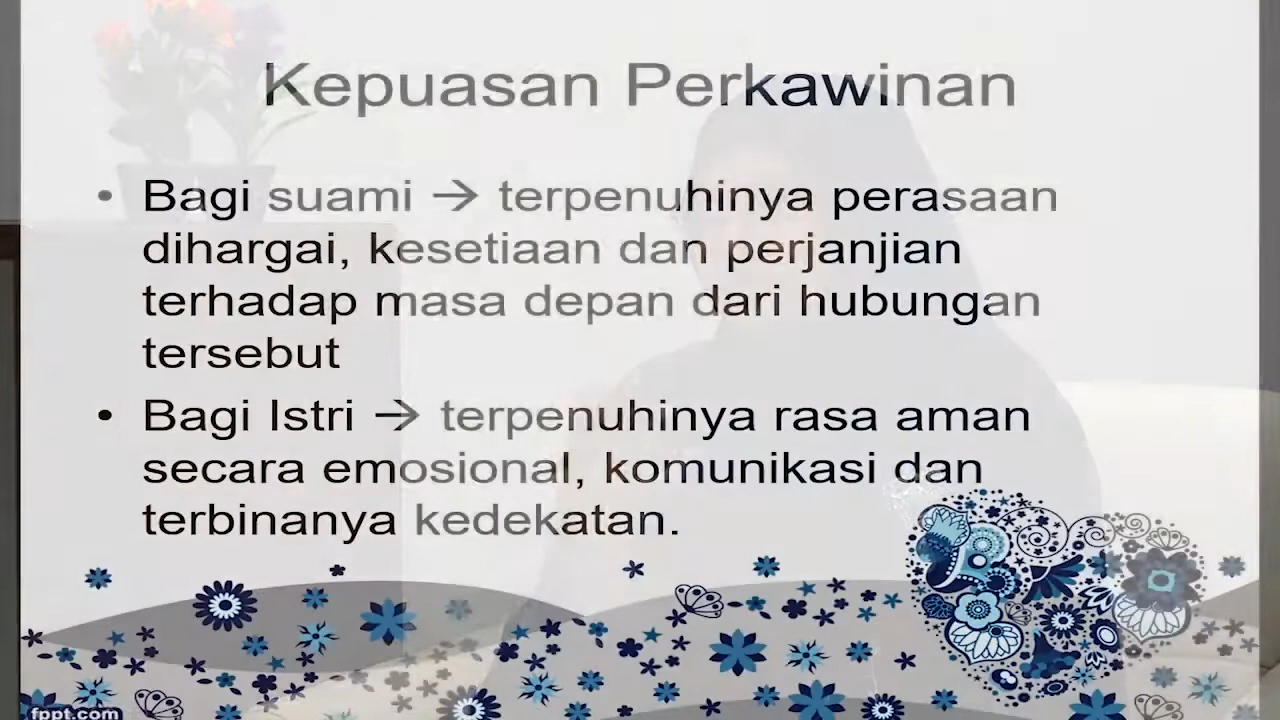 Kepuasan Perkawinan
• Bagi suami → terpenuhinya perasaan
dihargai, kesetiaan dan perjanjian
terhadap masa depan dari hubungan
tersebut
• Bagi Istri → terpenuhinya rasa aman
secara emosional, komunikasi dan
terbinanya kedekatan.
fppt.com